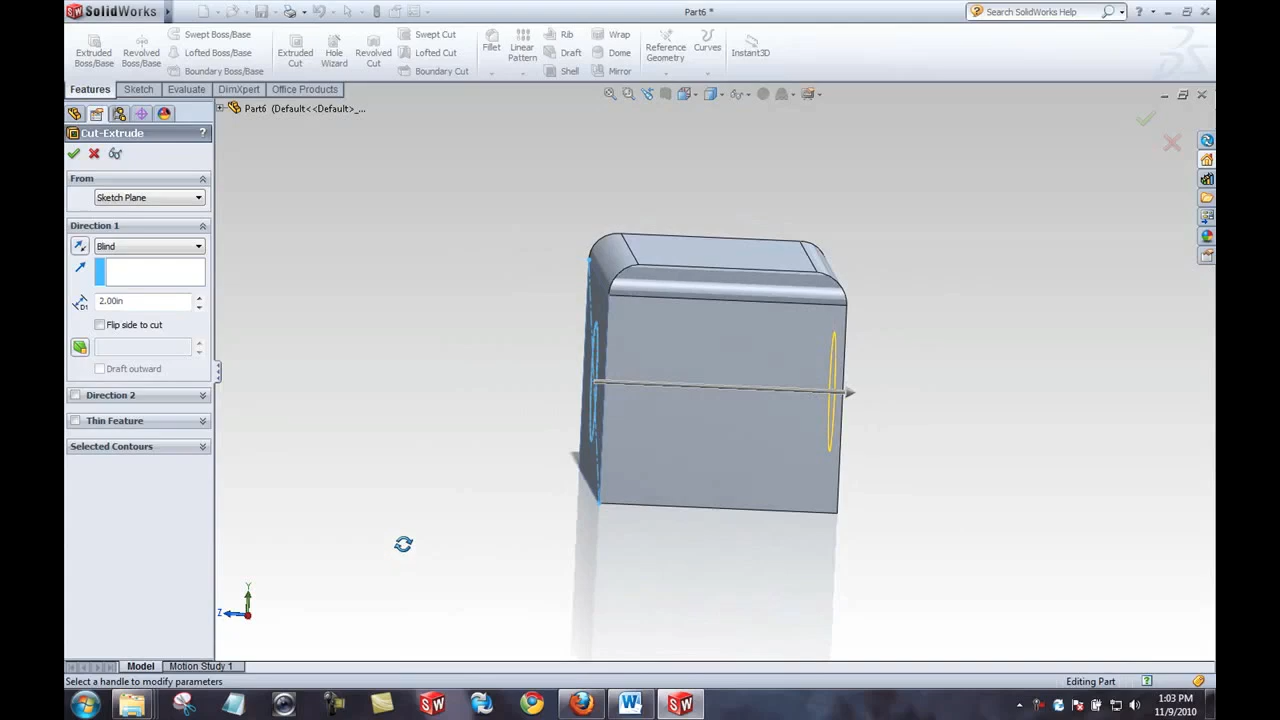 SolidWorks
Part6 *
Search SolidWorks Help
Extruded Boss/Base
Revolved Boss/Base
Swept Boss/Base
Lofted Boss/Base
Boundary Boss/Base
Extruded Cut
Hole Wizard
Revolved Cut
Swept Cut
Lofted Cut
Boundary Cut
Fillet
Linear Pattern
Rib
Draft
Shell
Wrap
Dome
Mirror
Reference Geometry
Curves
Instant3D
Features
Sketch
Evaluate
DimXpert
Office Products
Part6 (Default<<Default>_...
Cut-Extrude
?
From
Sketch Plane
Direction 1
Blind
D1
2.00in
Flip side to cut
Draft outward
Direction 2
Thin Feature
Selected Contours
Y
Z
Model
Motion Study 1
Select a handle to modify parameters
Editing Part
?
1:03 PM
11/9/2010